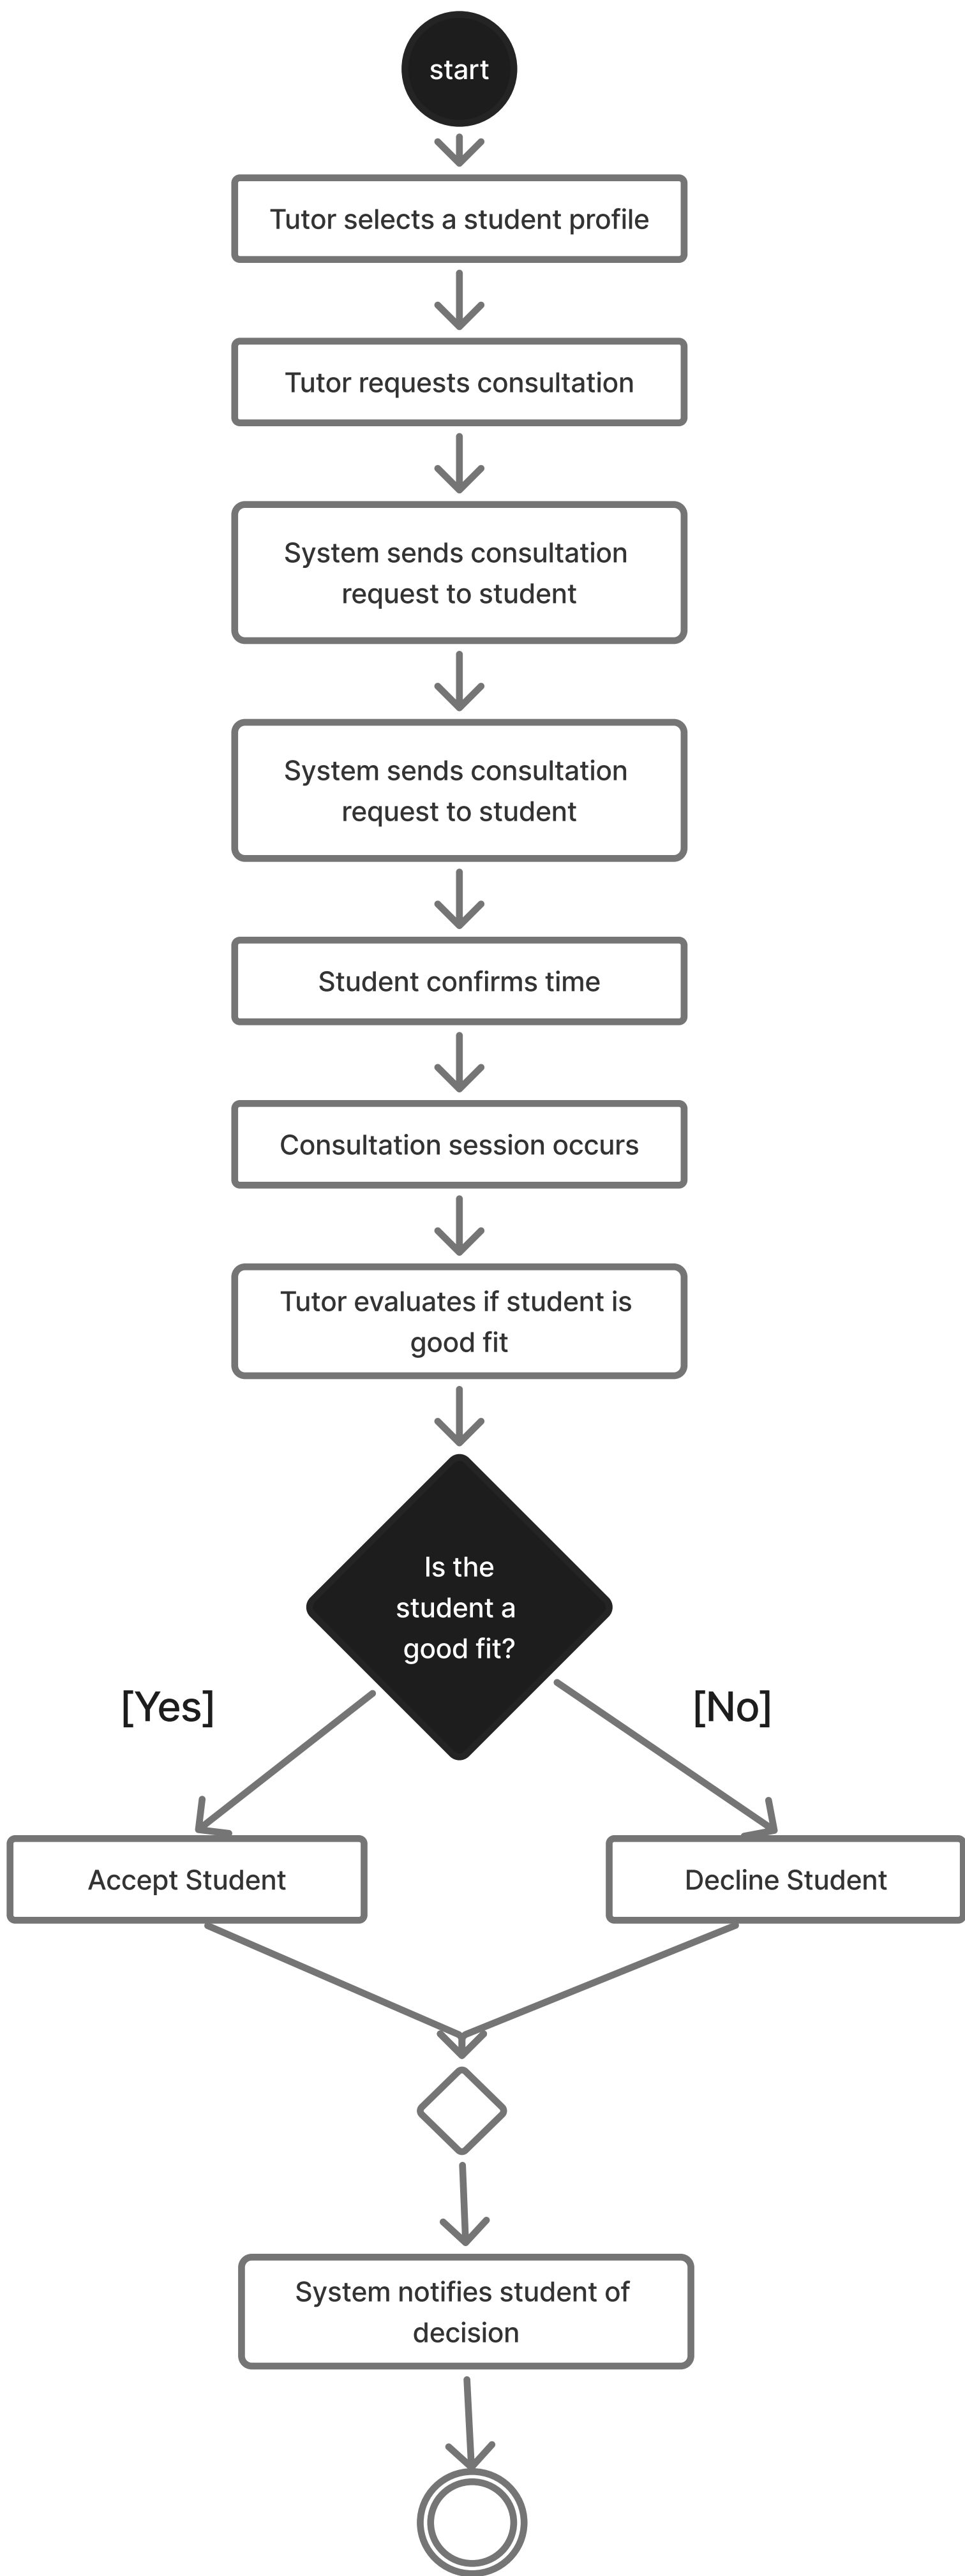 start
Tutor selects a student profile
Tutor requests consultation
System sends consultation
request to student
System sends consultation
request to student
Student confirms time
Consultation session occurs
Tutor evaluates if student is
good fit
Is the
student a
good fit?
[Yes]
[No]
Accept Student
Decline Student
System notifies student of
decision